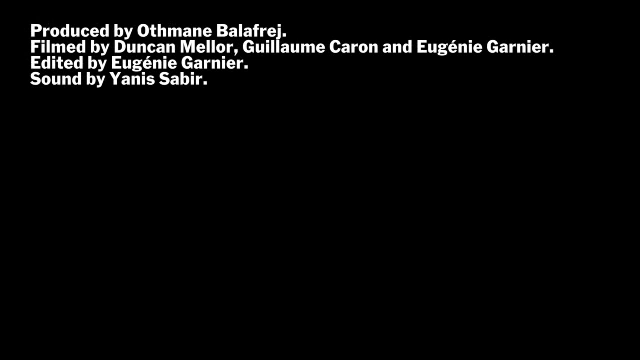 Produced by Othmane Balafrej.
Filmed by Duncan Mellor, Guillaume Caron and Eugénie Garnier.
Edited by Eugénie Garnier.
Sound by Yanis Sabir.